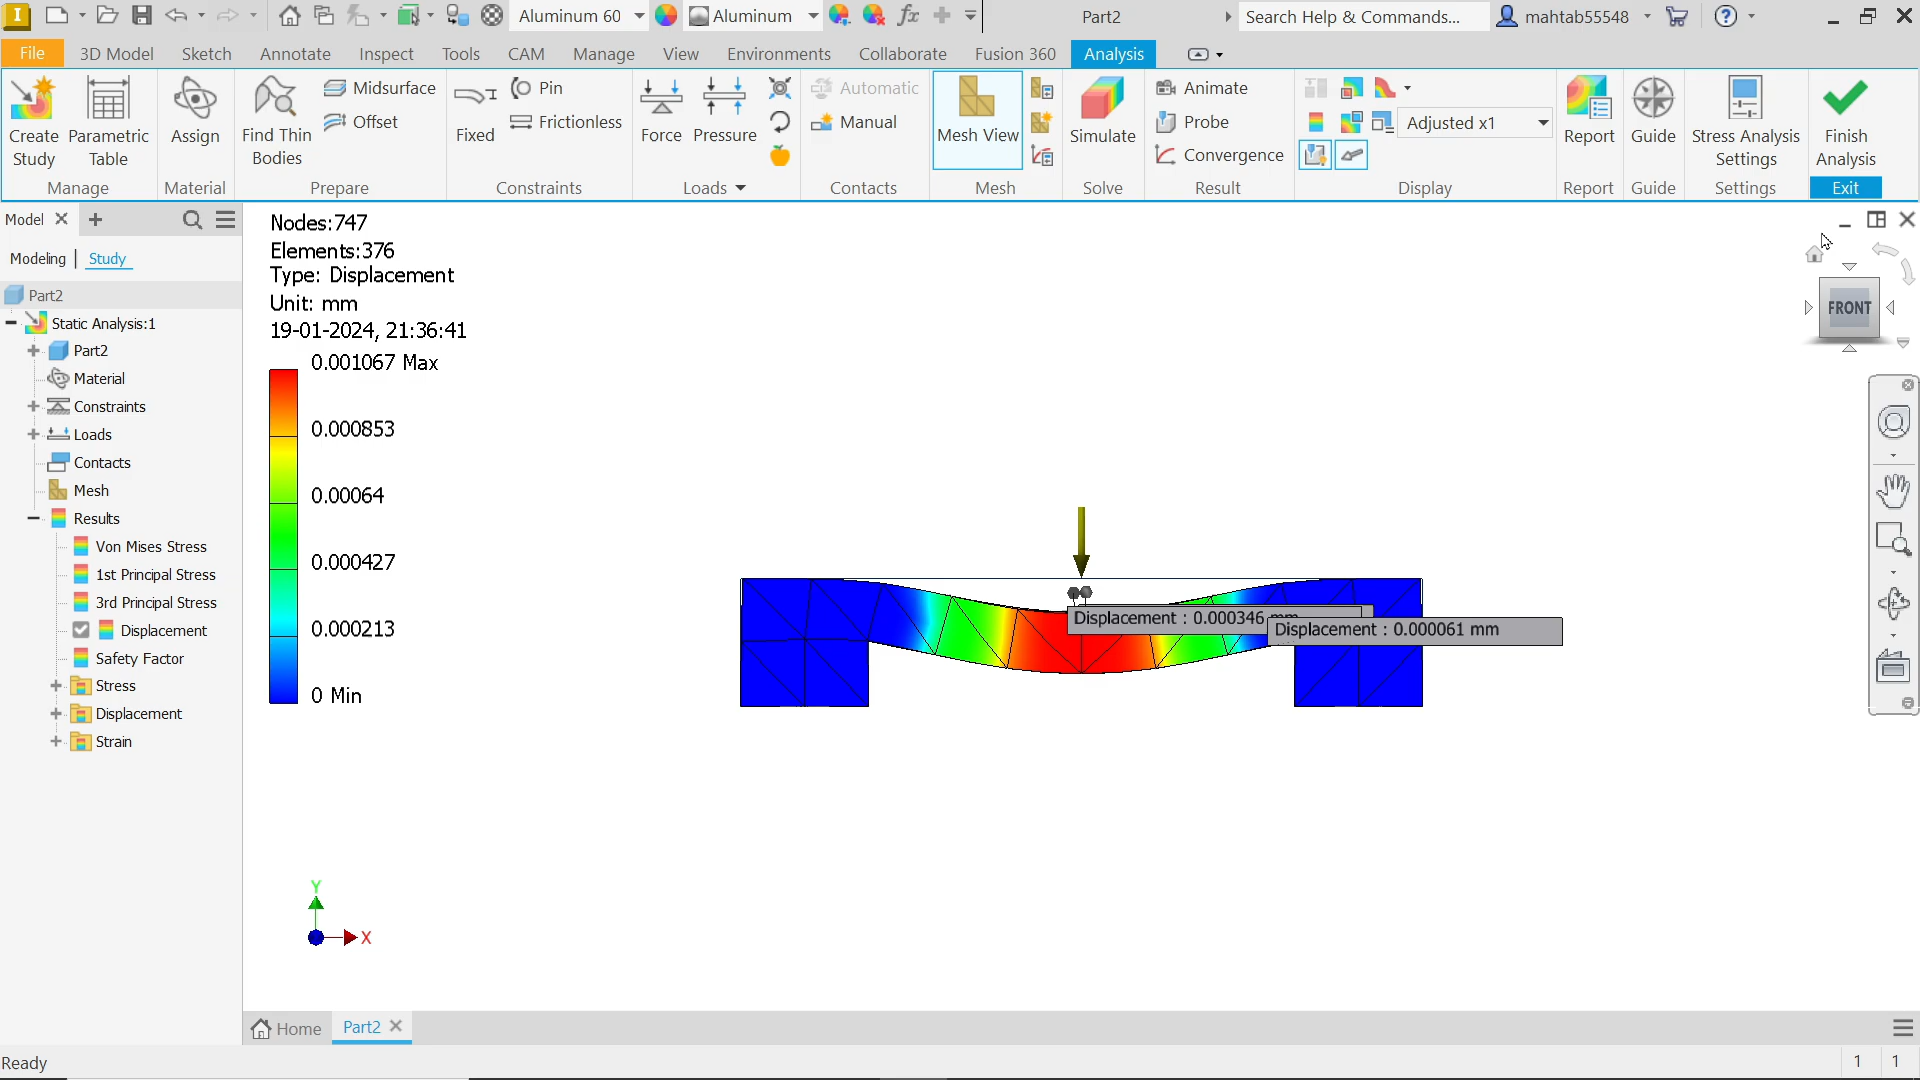 I Aluminum 60 Aluminum fx Part2 Search Help & Commands... mahtab55548 ?
File 3D Model Sketch Annotate Inspect Tools CAM Manage View Environments Collaborate Fusion 360 Analysis
Create Study
Parametric Table
Manage
Assign
Material
Find Thin Bodies
Midsurface
Offset
Prepare
Fixed
Pin
Frictionless
Constraints
Force
Pressure
Loads
Automatic
Manual
Contacts
Mesh View
Mesh
Simulate
Solve
Animate
Probe
Convergence
Result
Adjusted x1
Display
Report
Report
Guide
Guide
Stress Analysis Settings
Settings
Finish Analysis
Exit
Model
Modeling | Study
Part2
Static Analysis:1
Part2
Material
Constraints
Loads
Contacts
Mesh
Results
Von Mises Stress
1st Principal Stress
3rd Principal Stress
Displacement
Safety Factor
Stress
Displacement
Strain
Nodes:747
Elements:376
Type: Displacement
Unit: mm
19-01-2024, 21:36:41
0.001067 Max
0.000853
0.00064
0.000427
0.000213
0 Min
Displacement : 0.000346 mm
Displacement : 0.000061 mm
FRONT
Y
X
Home
Part2
Ready
1 1